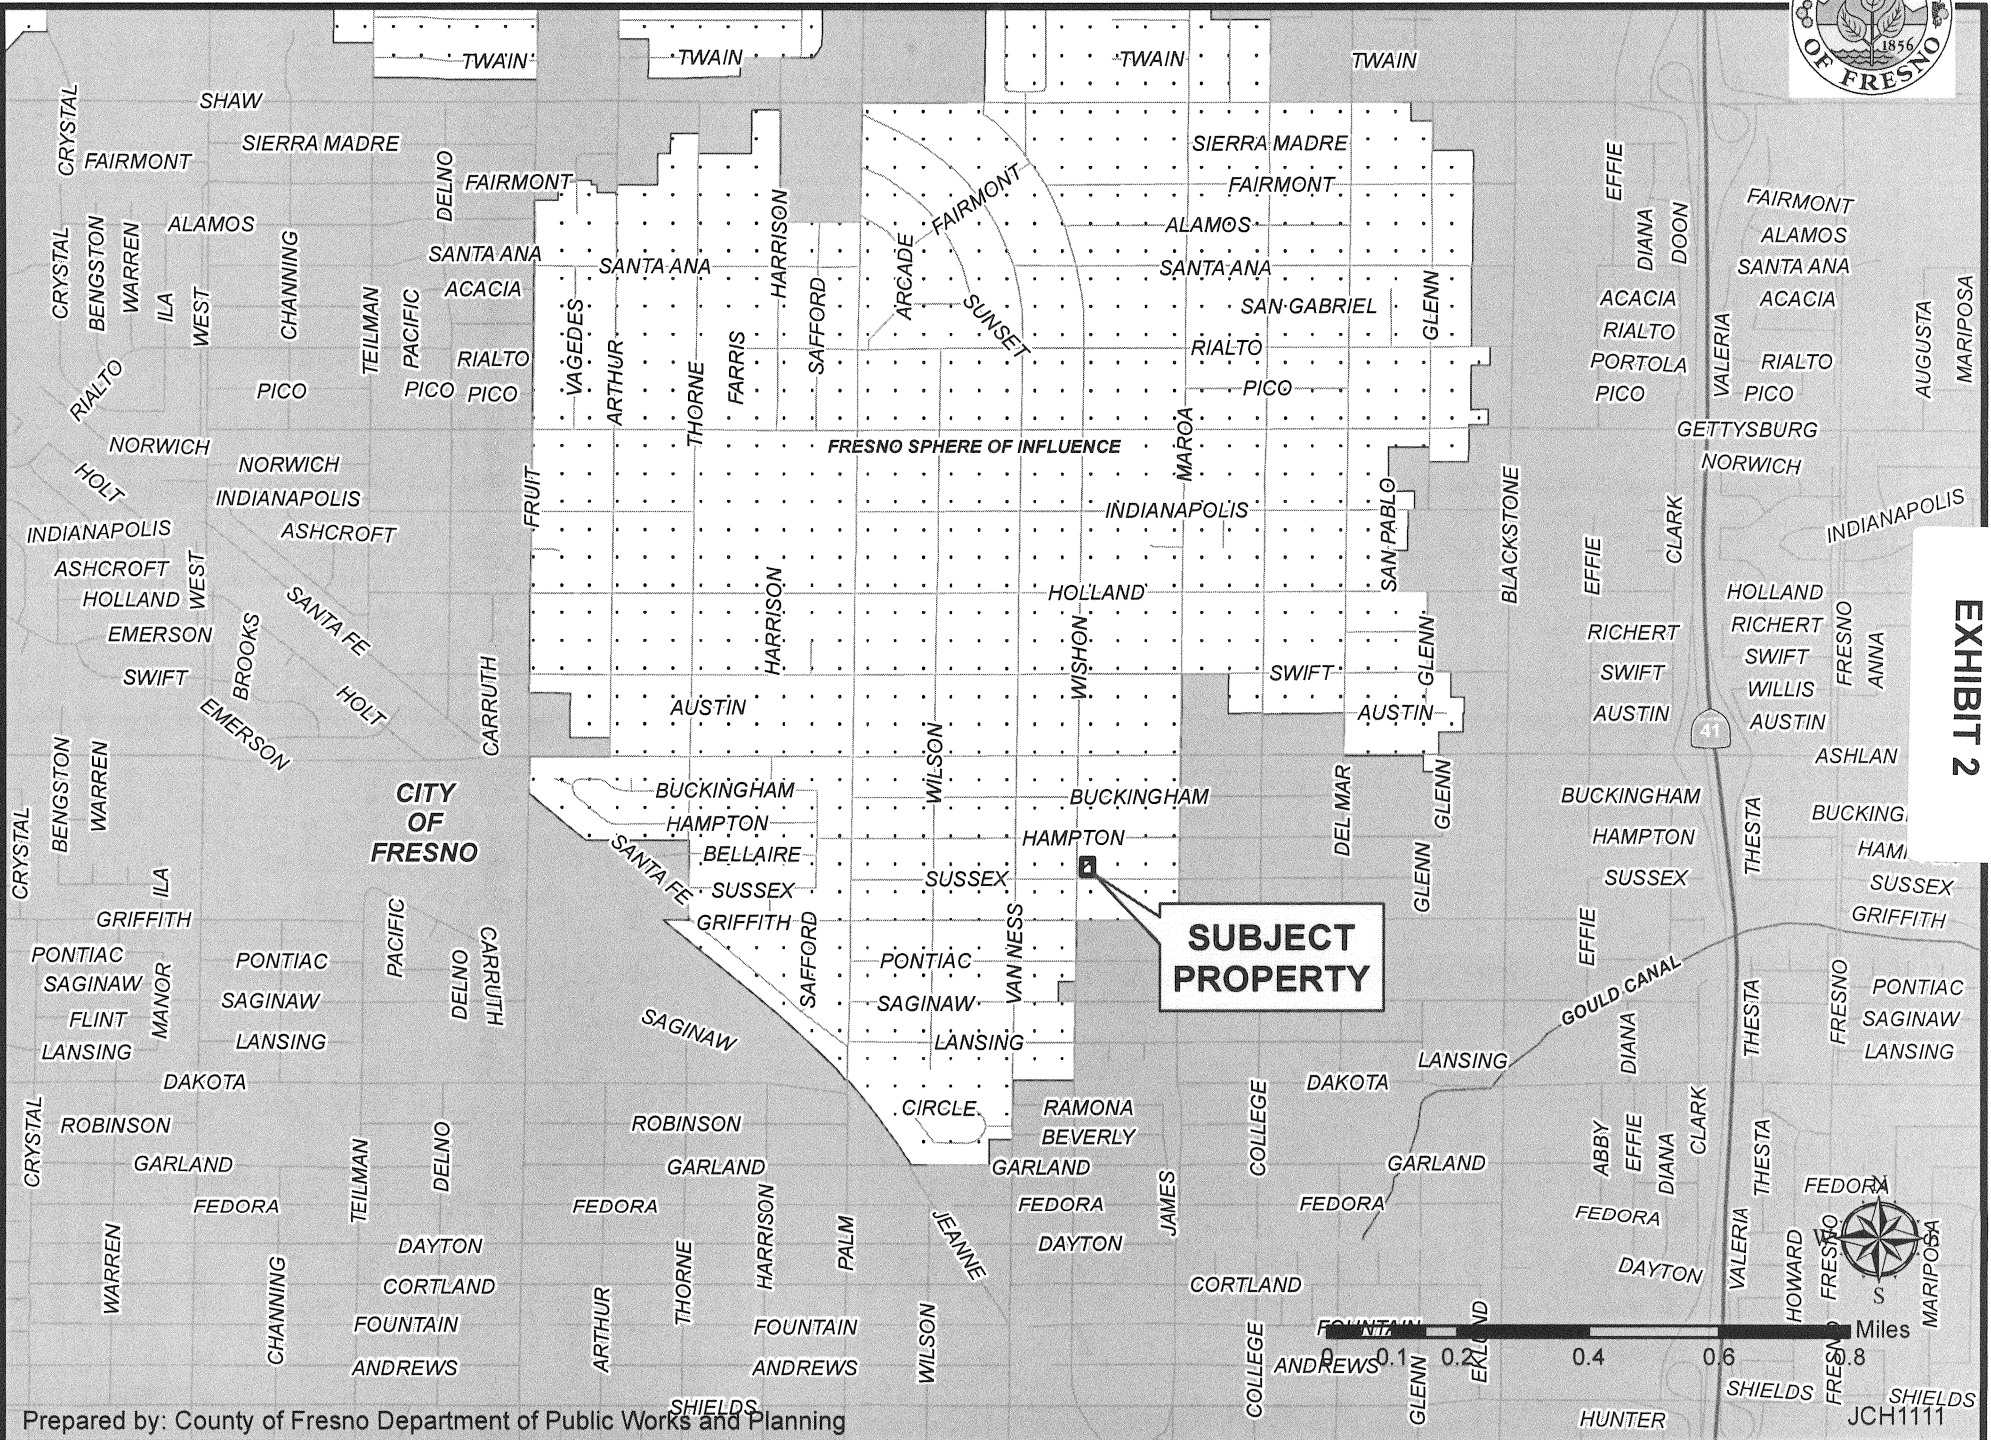 1856
OF FRESNO
TWAIN
TWAIN
TWAIN
TWAIN
SHAW
CRYSTAL
SIERRA MADRE
SIERRA MADRE
FAIRMONT
DELNO
FAIRMONT
FAIRMONT
FAIRMONT
EFFIE
FAIRMONT
ALAMOS
ALAMOS
ALAMOS
CRYSTAL
BENGSTON
WARREN
ILA
WEST
CHANNING
SANTA ANA
SANTA ANA
HARRISON
ARCADE
SANTA ANA
DIANA
DOON
SANTA ANA
ACACIA
ACACIA
ACACIA
TEILMAN
PACIFIC
VAGEDES
ARTHUR
THORNE
FARRIS
SAFFORD
SUNSET
SAN GABRIEL
GLENN
RIALTO
VALERIA
AUGUSTA
MARIPOSA
RIALTO
RIALTO
RIALTO
RIALTO
PORTOLA
PICO
PICO
PICO
PICO
PICO
PICO
GETTYSBURG
NORWICH
NORWICH
NORWICH
FRESNO SPHERE OF INFLUENCE
MAROA
HOLT
INDIANAPOLIS
FRUIT
INDIANAPOLIS
SAN PABLO
BLACKSTONE
CLARK
INDIANAPOLIS
INDIANAPOLIS
ASHCROFT
ASHCROFT
WEST
EFFIE
HOLLAND
HOLLAND
HOLLAND
SANTA FE
HARRISON
WISHON
EMERSON
BROOKS
RICHERT
RICHERT
FRESNO
ANNA
GLENN
SWIFT
SWIFT
SWIFT
SWIFT
CARRUTH
HOLT
WILLIS
EMERSON
AUSTIN
AUSTIN
AUSTIN
AUSTIN
41
ASHLAN
EXHIBIT 2
BENGSTON
WARREN
WILSON
CRYSTAL
CITY
OF
FRESNO
BUCKINGHAM
BUCKINGHAM
DEL MAR
GLENN
BUCKINGHAM
THESTA
HAMPTON
HAMPTON
HAMPTON
BELLAIRE
SANTA FE
ILA
SUSSEX
SUSSEX
GLENN
SUSSEX
SUSSEX
GRIFFITH
GRIFFITH
GRIFFITH
SUBJECT
PROPERTY
PACIFIC
CARRUTH
SAFFORD
VAN NESS
EFFIE
PONTIAC
PONTIAC
PONTIAC
PONTIAC
DELNO
GOULD CANAL
SAGINAW
MANOR
SAGINAW
SAGINAW
THESTA
FRESNO
SAGINAW
FLINT
SAGINAW
DIANA
LANSING
LANSING
LANSING
LANSING
LANSING
DAKOTA
DAKOTA
CRYSTAL
ROBINSON
ROBINSON
CIRCLE
RAMONA
BEVERLY
COLLEGE
ABBY
EFFIE
DIANA
CLARK
THESTA
GARLAND
TEILMAN
DELNO
GARLAND
GARLAND
GARLAND
FEDORA
FEDORA
FEDORA
JAMES
FEDORA
FEDORA
FEDORA
N
W
S
WARREN
CHANNING
DAYTON
THORNE
HARRISON
PALM
JEANNE
DAYTON
DAYTON
VALERIA
HOWARD
FRESNO
MARIPOSA
CORTLAND
CORTLAND
ARTHUR
WILSON
FOUNTAIN
FOUNTAIN
FOUNTAIN
COLLEGE
GLENN
EKLUND
Miles
0 0.1 0.2 0.4 0.6 0.8
ANDREWS
ANDREWS
ANDREWS
FRESNO
SHIELDS
SHIELDS
SHIELDS
HUNTER
Prepared by: County of Fresno Department of Public Works and Planning
JCH1111